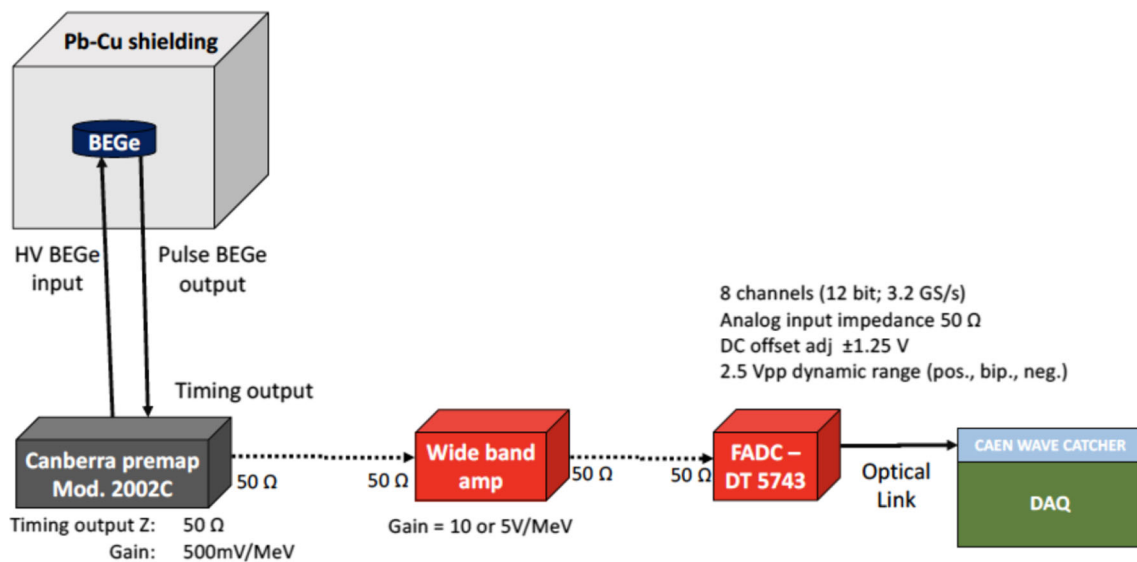 Pb-Cu shielding
BEGe
HV BEGe
input
Pulse BEGe
output
8 channels (12 bit; 3.2 GS/s)
Analog input impedance 50 Ω
DC offset adj ±1.25 V
2.5 Vpp dynamic range (pos., bip., neg.)
Timing output
Canberra premap
Mod. 2002C
50 Ω
50 Ω
Wide band
amp
50 Ω
FADC –
DT 5743
Optical
Link
CAEN WAVE CATCHER
DAQ
Timing output Z: 50 Ω
Gain: 500mV/MeV
Gain = 10 or 5V/MeV